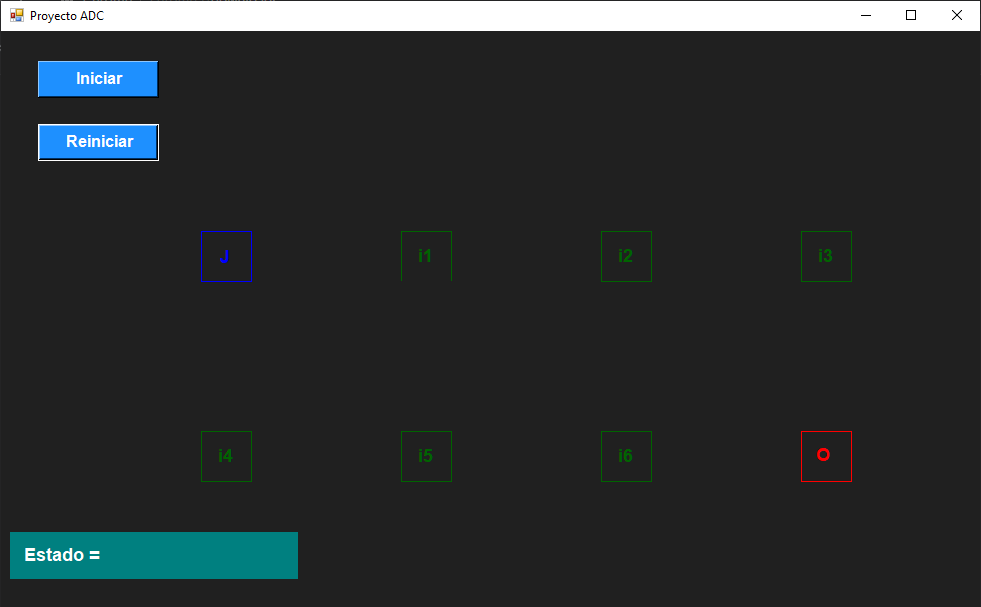 Proyecto ADC
Iniciar
Reiniciar
J i1 i2 i3
i4 i5 i6 O
Estado =